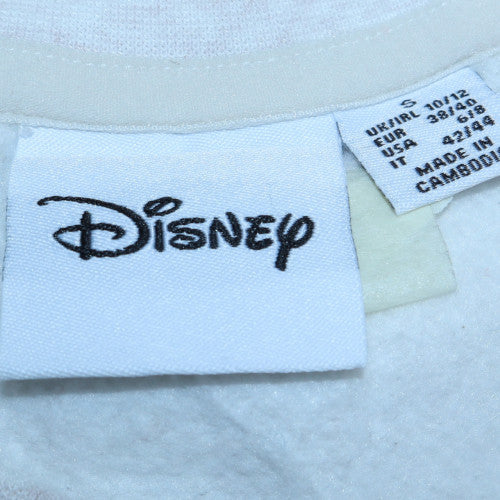 Disney
S
UK/IRL 10/12
EUR 38/40
USA 6/8
IT 42/44
MADE IN
CAMBODIA